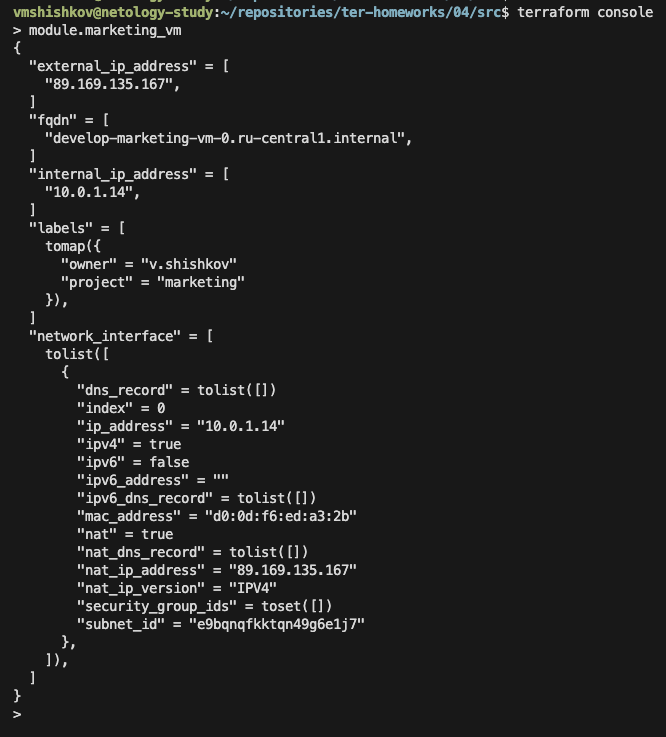 vmshishkov@netology-study:~/repositories/ter-homeworks/04/src$ terraform console
> module.marketing_vm
{
  "external_ip_address" = [
    "89.169.135.167",
  ]
  "fqdn" = [
    "develop-marketing-vm-0.ru-central1.internal",
  ]
  "internal_ip_address" = [
    "10.0.1.14",
  ]
  "labels" = [
    tomap({
      "owner" = "v.shishkov"
      "project" = "marketing"
    }),
  ]
  "network_interface" = [
    tolist([
      {
        "dns_record" = tolist([])
        "index" = 0
        "ip_address" = "10.0.1.14"
        "ipv4" = true
        "ipv6" = false
        "ipv6_address" = ""
        "ipv6_dns_record" = tolist([])
        "mac_address" = "d0:0d:f6:ed:a3:2b"
        "nat" = true
        "nat_dns_record" = tolist([])
        "nat_ip_address" = "89.169.135.167"
        "nat_ip_version" = "IPV4"
        "security_group_ids" = toset([])
        "subnet_id" = "e9bqnqfkktqn49g6e1j7"
      },
    ]),
  ]
}
>